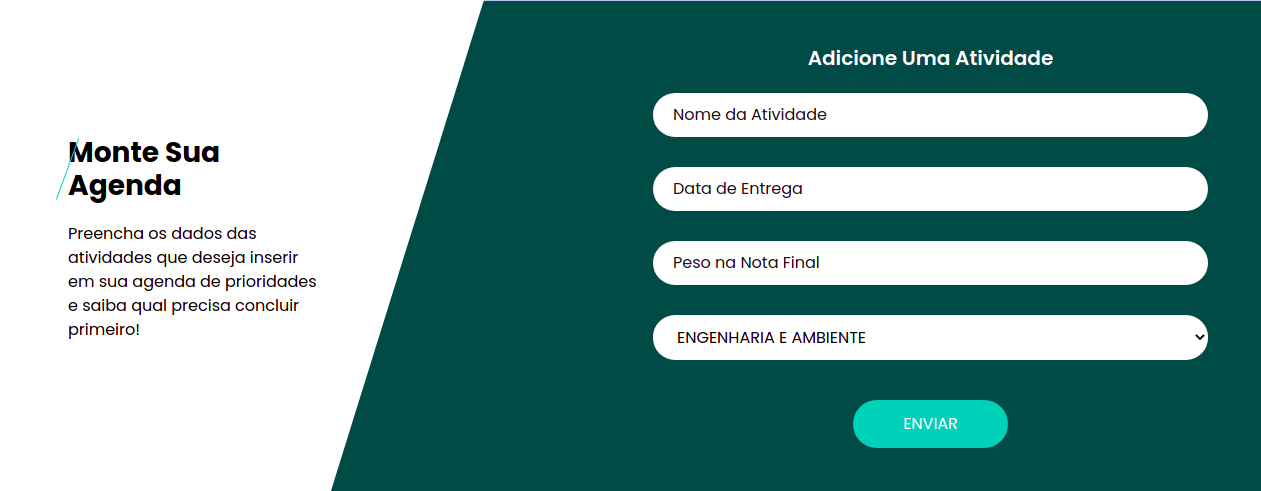 Monte Sua
Agenda
Preencha os dados das
atividades que deseja inserir
em sua agenda de prioridades
e saiba qual precisa concluir
primeiro!
Adicione Uma Atividade
Nome da Atividade
Data de Entrega
Peso na Nota Final
ENGENHARIA E AMBIENTE
ENVIAR